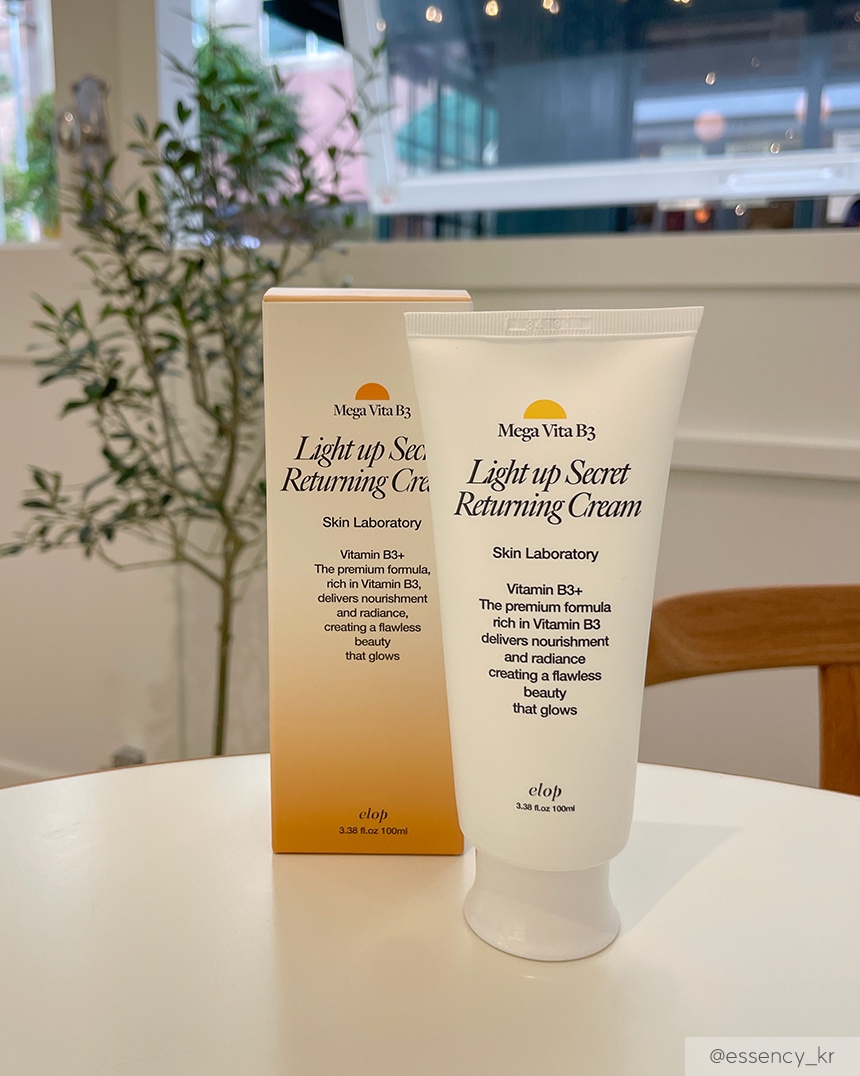 Mega Vita B3
Light up Sec
Returning Cre
Skin Laboratory
Vitamin B3+
The premium formula,
rich in Vitamin B3,
delivers nourishment
and radiance,
creating a flawless
beauty
that glows
elop
3.38 fl.oz 100ml
Mega Vita B3
Light up Secret
Returning Cream
Skin Laboratory
Vitamin B3+
The premium formula
rich in Vitamin B3
delivers nourishment
and radiance
creating a flawless
beauty
that glows
elop
3.38 fl.oz 100ml
@essency_kr